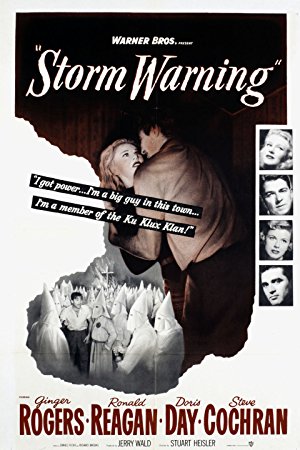 WARNER BROS. PRESENT
"Storm Warning"
"I got power...I'm a big guy in this town...
I'm a member of the Ku Klux Klan!"
Ginger Ronald Doris Steve
ROGERS · REAGAN · DAY · COCHRAN
JERRY WALD
STUART HEISLER